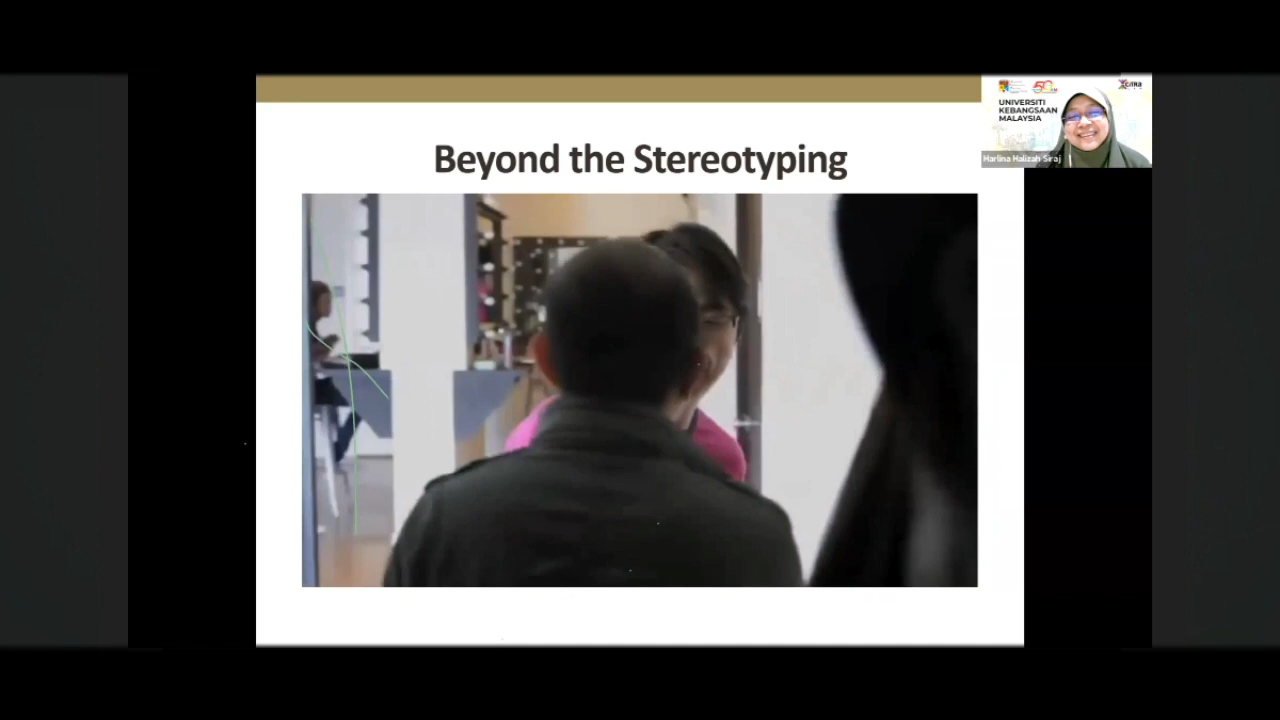 Beyond the Stereotyping
UNIVERSITI
KEBANGSAAN
MALAYSIA
Harlina Halizah Siraj